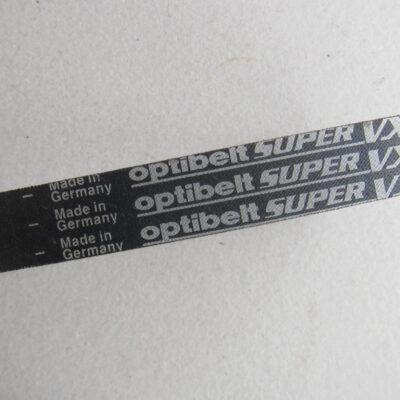 Made in
Germany
optibelt SUPER VX
Made in
Germany
optibelt SUPER VX
Made in
Germany
optibelt SUPER VX